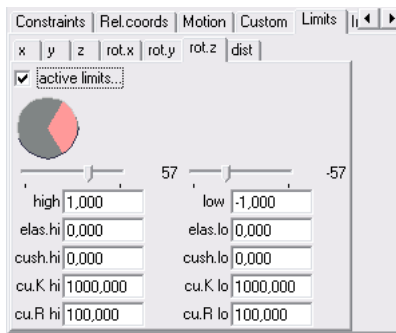 Constraints Rel.coords Motion Custom Limits
x y z rot.x rot.y rot.z dist
active limits...
57 -57
high 1,000 low -1,000
elas.hi 0,000 elas.lo 0,000
cush.hi 0,000 cush.lo 0,000
cu.K hi 1000,000 cu.K lo 1000,000
cu.R hi 100,000 cu.R lo 100,000